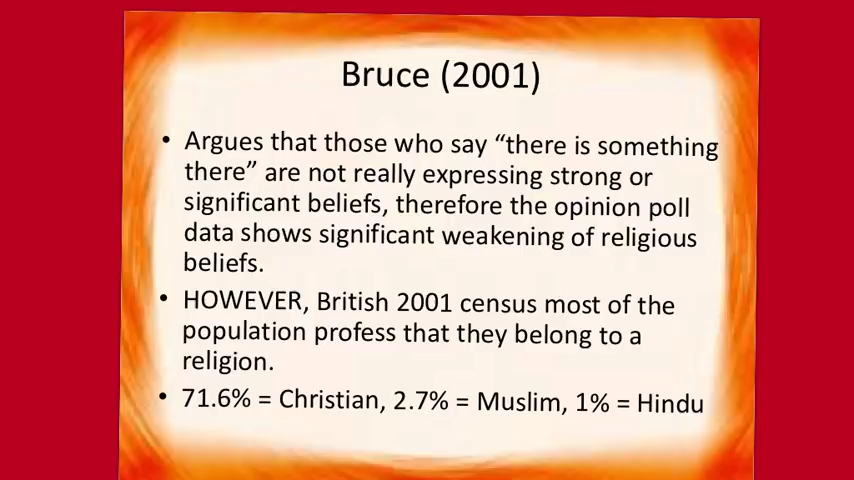 Bruce (2001)
• Argues that those who say “there is something
there” are not really expressing strong or
significant beliefs, therefore the opinion poll
data shows significant weakening of religious
beliefs.
• HOWEVER, British 2001 census most of the
population profess that they belong to a
religion.
• 71.6% = Christian, 2.7% = Muslim, 1% = Hindu